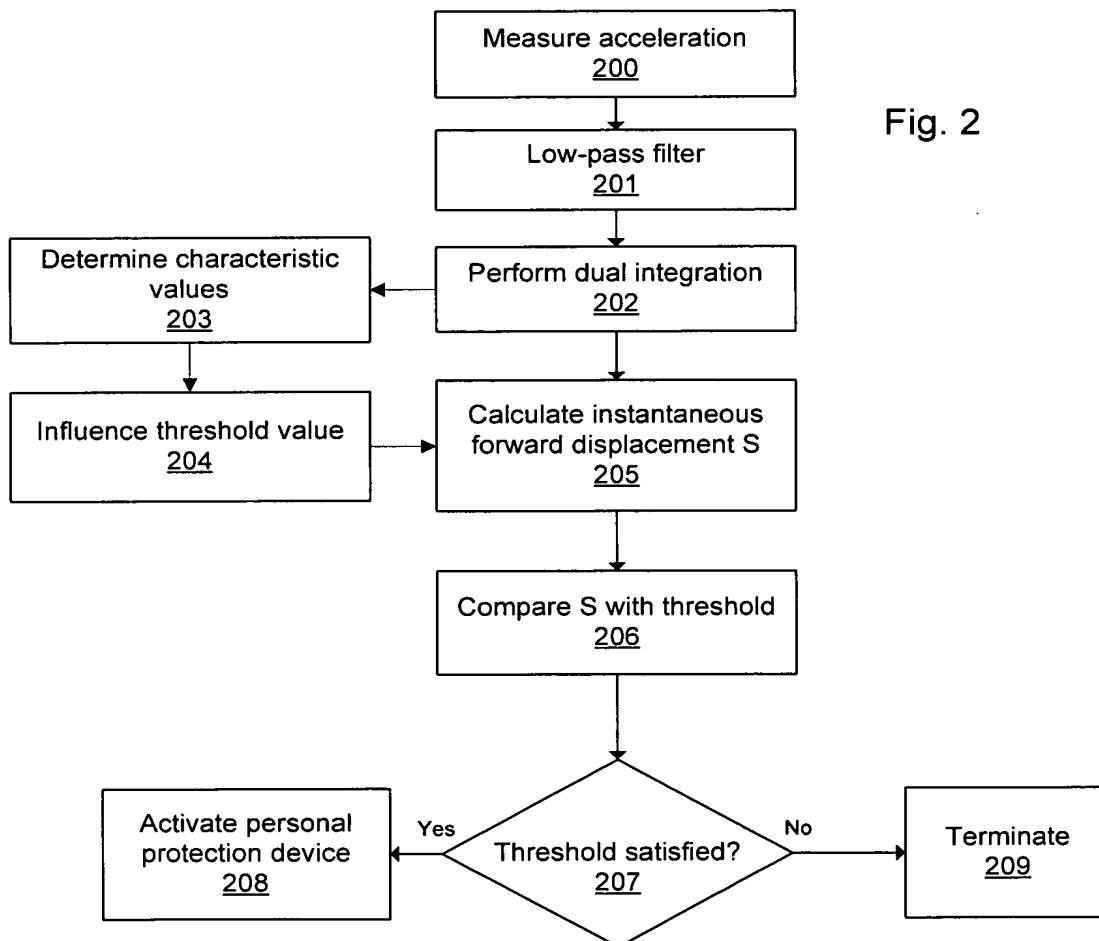 Measure acceleration
200
Fig. 2
Low-pass filter
201
Determine characteristic
values
203
Perform dual integration
202
Influence threshold value
204
Calculate instantaneous
forward displacement S
205
Compare S with threshold
206
Activate personal
protection device
208
Yes
Threshold satisfied?
207
No
Terminate
209